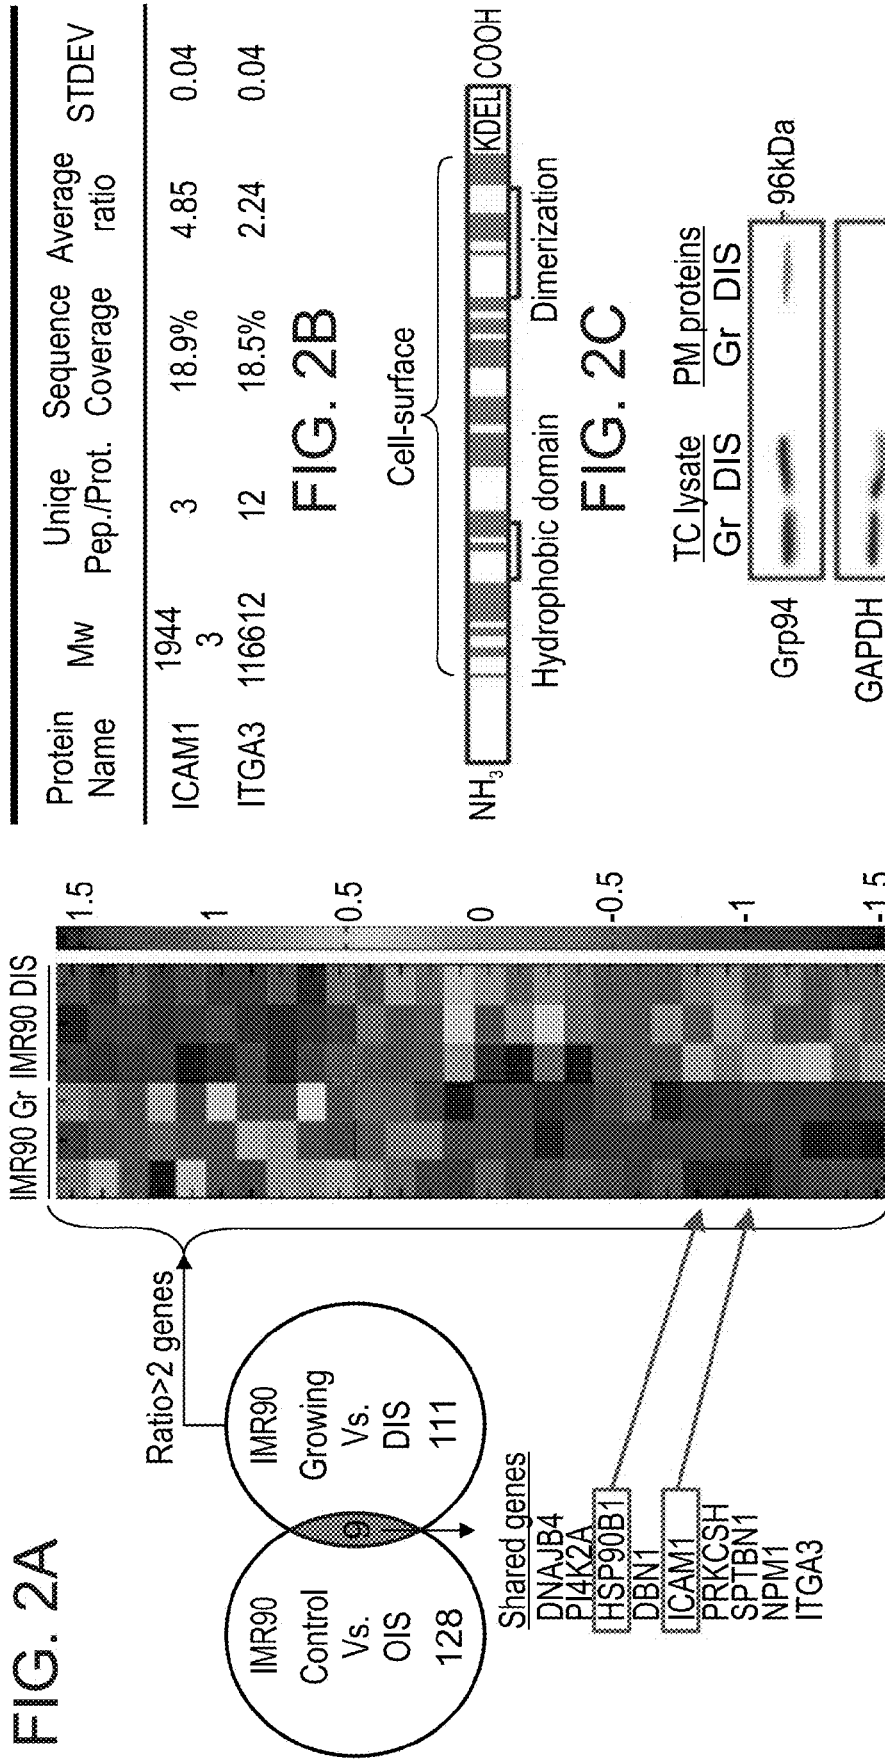 FIG. 2A
IMR90
Control
Vs.
OIS
128
9
IMR90
Growing
Vs.
DIS
111
Ratio>2 genes
Shared genes
DNAJB4
PI4K2A
HSP90B1
DBN1
ICAM1
PRKCSH
SPTBN1
NPM1
ITGA3
IMR90 Gr IMR90 DIS
1.5
1
0.5
0
-0.5
-1
-1.5
Protein Name Mw Uniqe Pep./Prot. Sequence Coverage Average ratio STDEV
ICAM1 19443 3 18.9% 4.85 0.04
ITGA3 116612 12 18.5% 2.24 0.04
FIG. 2B
Cell-surface
NH3 KDEL COOH
Hydrophobic domain Dimerization
FIG. 2C
TC lysate PM proteins
Gr DIS Gr DIS
Grp94 96kDa
GAPDH